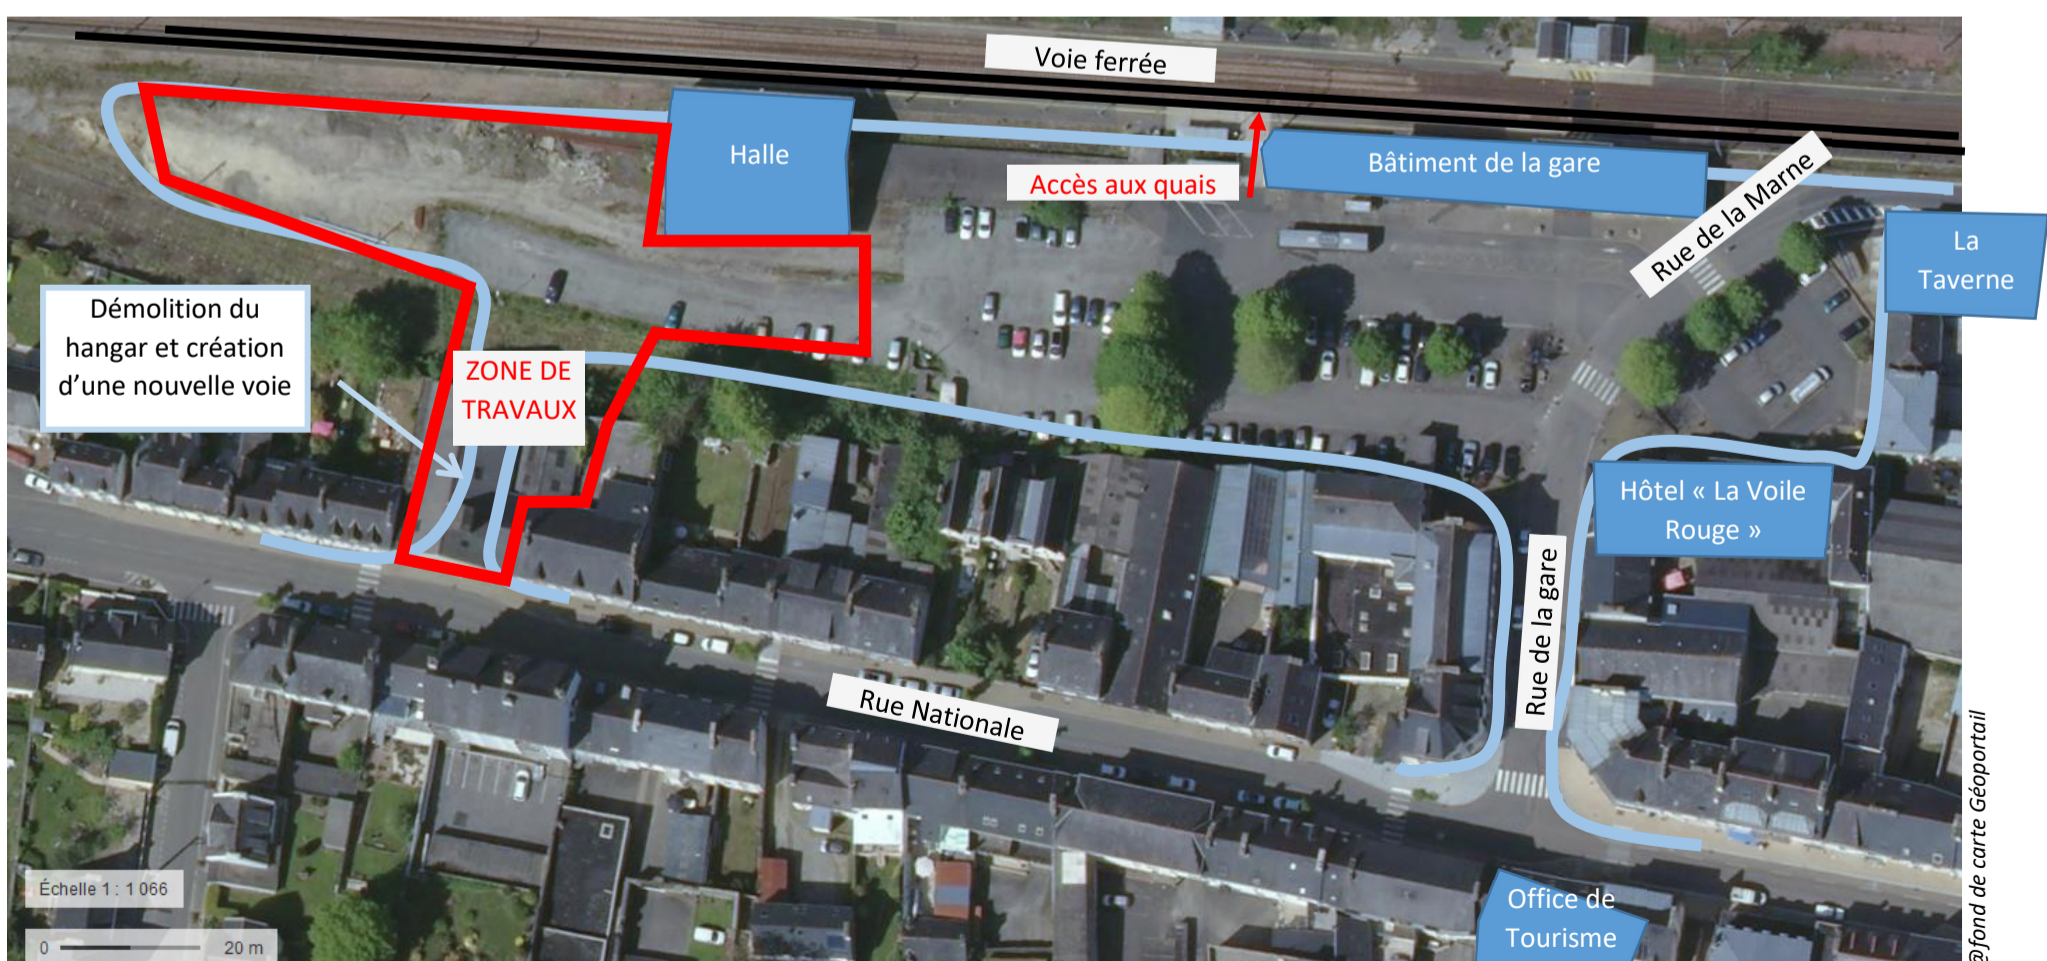 Voie ferrée
Halle
Accès aux quais
Bâtiment de la gare
Rue de la Marne
La
Taverne
Démolition du
hangar et création
d'une nouvelle voie
ZONE DE
TRAVAUX
Hôtel « La Voile
Rouge »
Rue de la gare
Rue Nationale
Office de
Tourisme
Échelle 1 : 1 066
0 20 m
@fond de carte Géoportail